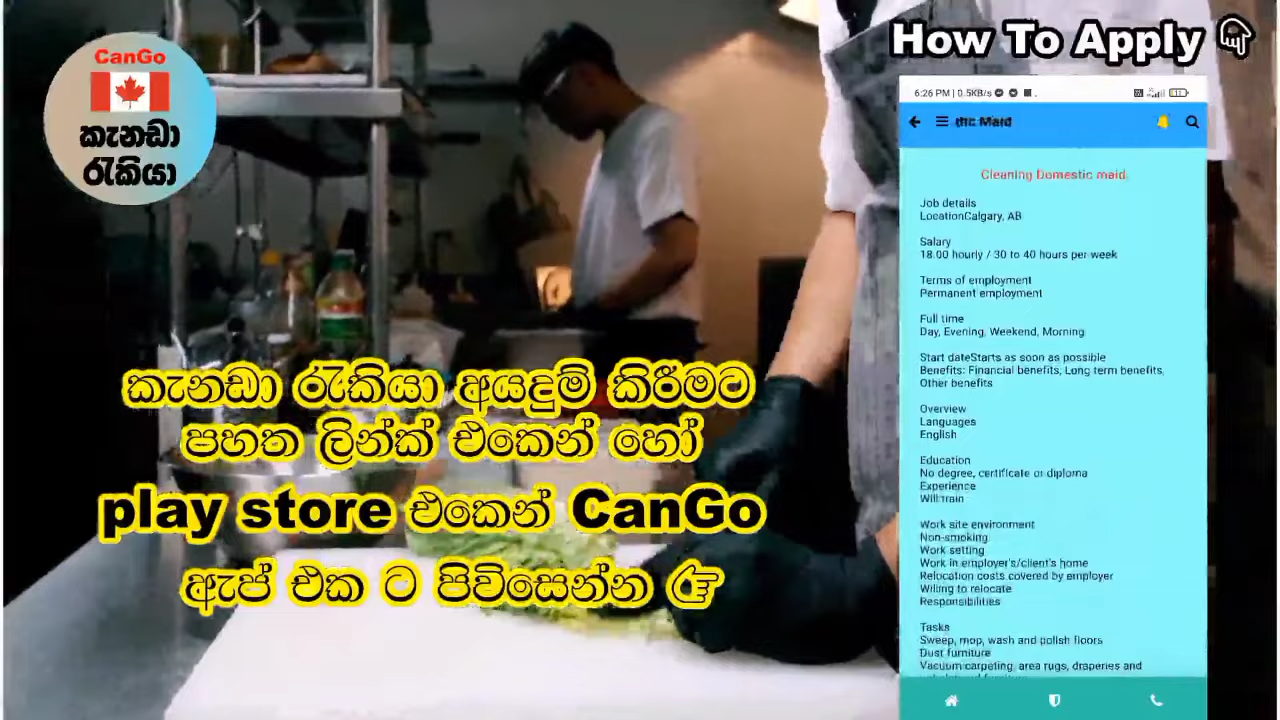 CanGo
කැනඩා
රැකියා
How To Apply
කැනඩා රැකියා අයදුම් කිරීමට
පහත ලින්ක් එකෙන් හෝ
play store එකෙන් CanGo
ඇප් එක ට පිවිසෙන්න
6:26 PM | 0.5KB/s
Maid
Cleaning Domestic maid
Job details
LocationCalgary, AB
Salary
18.00 hourly / 30 to 40 hours per week
Terms of employment
Permanent employment
Full time
Day, Evening, Weekend, Morning
Start dateStarts as soon as possible
Benefits: Financial benefits, Long term benefits,
Other benefits
Overview
Languages
English
Education
No degree, certificate or diploma
Experience
Will train
Work site environment
Non-smoking
Work setting
Work in employer's/client's home
Relocation costs covered by employer
Willing to relocate
Responsibilities
Tasks
Sweep, mop, wash and polish floors
Dust furniture
Vacuum carpeting, area rugs, draperies and